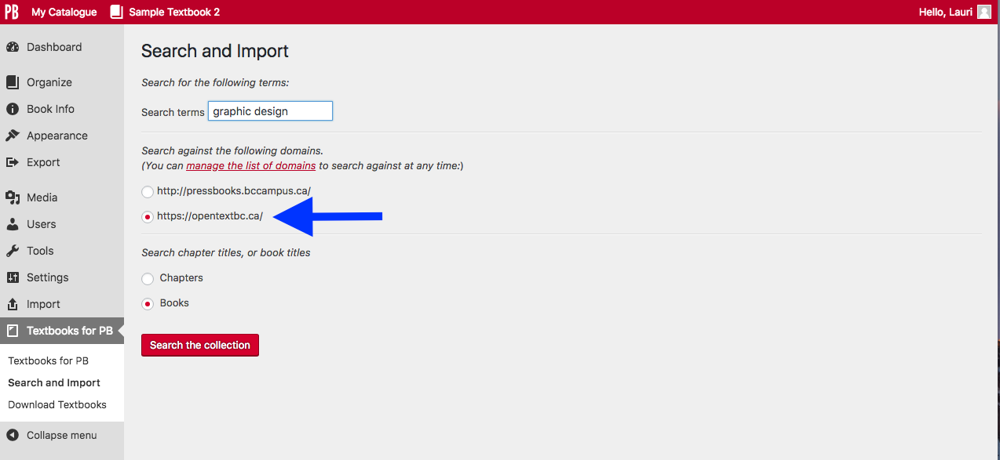 PB My Catalogue Sample Textbook 2 Hello, Lauri
Dashboard
Organize
Book Info
Appearance
Export
Media
Users
Tools
Settings
Import
Textbooks for PB
Textbooks for PB
Search and Import
Download Textbooks
Collapse menu
Search and Import
Search for the following terms:
Search terms graphic design
Search against the following domains.
(You can manage the list of domains to search against at any time:)
http://pressbooks.bccampus.ca/
https://opentextbc.ca/
Search chapter titles, or book titles
Chapters
Books
Search the collection